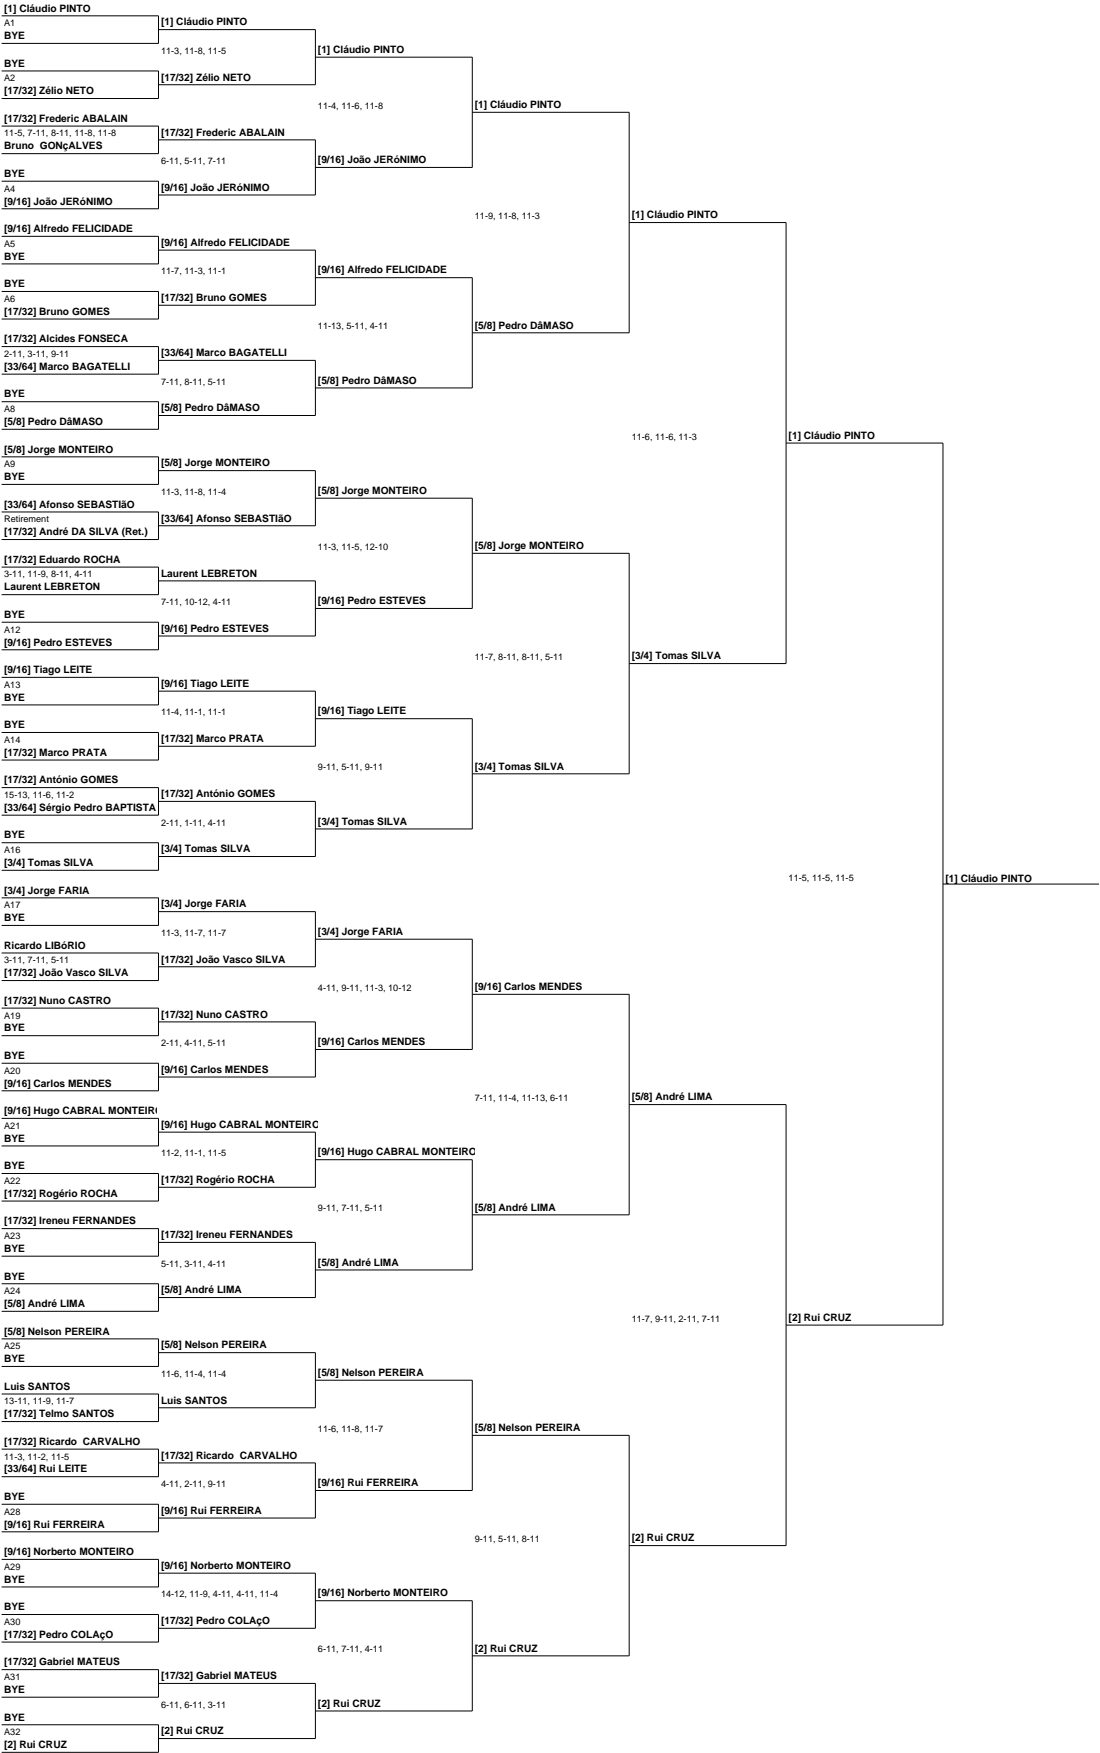 [1] Cláudio PINTO
A1
BYE
BYE
A2
[17/32] Zélio NETO
[17/32] Frederic ABALAIN
11-5, 7-11, 8-11, 11-8, 11-8
Bruno  GONçALVES
BYE
A4
[9/16] João JERóNIMO
[9/16] Alfredo FELICIDADE
A5
BYE
BYE
A6
[17/32] Bruno GOMES
[17/32] Alcides FONSECA
2-11, 3-11, 9-11
[33/64] Marco BAGATELLI
BYE
A8
[5/8] Pedro DâMASO
[5/8] Jorge MONTEIRO
A9
BYE
[33/64] Afonso SEBASTIãO
Retirement
[17/32] André DA SILVA (Ret.)
[17/32] Eduardo ROCHA
3-11, 11-9, 8-11, 4-11
Laurent LEBRETON
BYE
A12
[9/16] Pedro ESTEVES
[9/16] Tiago LEITE
A13
BYE
BYE
A14
[17/32] Marco PRATA
[17/32] António GOMES
15-13, 11-6, 11-2
[33/64] Sérgio Pedro BAPTISTA
BYE
A16
[3/4] Tomas SILVA
[3/4] Jorge FARIA
A17
BYE
Ricardo LIBóRIO
3-11, 7-11, 5-11
[17/32] João Vasco SILVA
[17/32] Nuno CASTRO
A19
BYE
BYE
A20
[9/16] Carlos MENDES
[9/16] Hugo CABRAL MONTEIR
A21
BYE
BYE
A22
[17/32] Rogério ROCHA
[17/32] Ireneu FERNANDES
A23
BYE
BYE
A24
[5/8] André LIMA
[5/8] Nelson PEREIRA
A25
BYE
Luis SANTOS
13-11, 11-9, 11-7
[17/32] Telmo SANTOS
[17/32] Ricardo  CARVALHO
11-3, 11-2, 11-5
[33/64] Rui LEITE
BYE
A28
[9/16] Rui FERREIRA
[9/16] Norberto MONTEIRO
A29
BYE
BYE
A30
[17/32] Pedro COLAçO
[17/32] Gabriel MATEUS
A31
BYE
BYE
A32
[2] Rui CRUZ
[1] Cláudio PINTO
11-3, 11-8, 11-5
[17/32] Zélio NETO
[17/32] Frederic ABALAIN
6-11, 5-11, 7-11
[9/16] João JERóNIMO
[9/16] Alfredo FELICIDADE
11-7, 11-3, 11-1
[17/32] Bruno GOMES
[33/64] Marco BAGATELLI
7-11, 8-11, 5-11
[5/8] Pedro DâMASO
[5/8] Jorge MONTEIRO
11-3, 11-8, 11-4
[33/64] Afonso SEBASTIãO
Laurent LEBRETON
7-11, 10-12, 4-11
[9/16] Pedro ESTEVES
[9/16] Tiago LEITE
11-4, 11-1, 11-1
[17/32] Marco PRATA
[17/32] António GOMES
2-11, 1-11, 4-11
[3/4] Tomas SILVA
[3/4] Jorge FARIA
11-3, 11-7, 11-7
[17/32] João Vasco SILVA
[17/32] Nuno CASTRO
2-11, 4-11, 5-11
[9/16] Carlos MENDES
[9/16] Hugo CABRAL MONTEIRO
11-2, 11-1, 11-5
[17/32] Rogério ROCHA
[17/32] Ireneu FERNANDES
5-11, 3-11, 4-11
[5/8] André LIMA
[5/8] Nelson PEREIRA
11-6, 11-4, 11-4
Luis SANTOS
[17/32] Ricardo  CARVALHO
4-11, 2-11, 9-11
[9/16] Rui FERREIRA
[9/16] Norberto MONTEIRO
14-12, 11-9, 4-11, 4-11, 11-4
[17/32] Pedro COLAçO
[17/32] Gabriel MATEUS
6-11, 6-11, 3-11
[2] Rui CRUZ
[1] Cláudio PINTO
11-4, 11-6, 11-8
[9/16] João JERóNIMO
[9/16] Alfredo FELICIDADE
11-13, 5-11, 4-11
[5/8] Pedro DâMASO
[5/8] Jorge MONTEIRO
11-3, 11-5, 12-10
[9/16] Pedro ESTEVES
[9/16] Tiago LEITE
9-11, 5-11, 9-11
[3/4] Tomas SILVA
[3/4] Jorge FARIA
4-11, 9-11, 11-3, 10-12
[9/16] Carlos MENDES
[9/16] Hugo CABRAL MONTEIRO
9-11, 7-11, 5-11
[5/8] André LIMA
[5/8] Nelson PEREIRA
11-6, 11-8, 11-7
[9/16] Rui FERREIRA
[9/16] Norberto MONTEIRO
6-11, 7-11, 4-11
[2] Rui CRUZ
[1] Cláudio PINTO
11-9, 11-8, 11-3
[5/8] Pedro DâMASO
[5/8] Jorge MONTEIRO
11-7, 8-11, 8-11, 5-11
[3/4] Tomas SILVA
[9/16] Carlos MENDES
7-11, 11-4, 11-13, 6-11
[5/8] André LIMA
[5/8] Nelson PEREIRA
9-11, 5-11, 8-11
[2] Rui CRUZ
[1] Cláudio PINTO
11-6, 11-6, 11-3
[3/4] Tomas SILVA
[5/8] André LIMA
11-7, 9-11, 2-11, 7-11
[2] Rui CRUZ
[1] Cláudio PINTO
11-5, 11-5, 11-5
[2] Rui CRUZ
[1] Cláudio PINTO